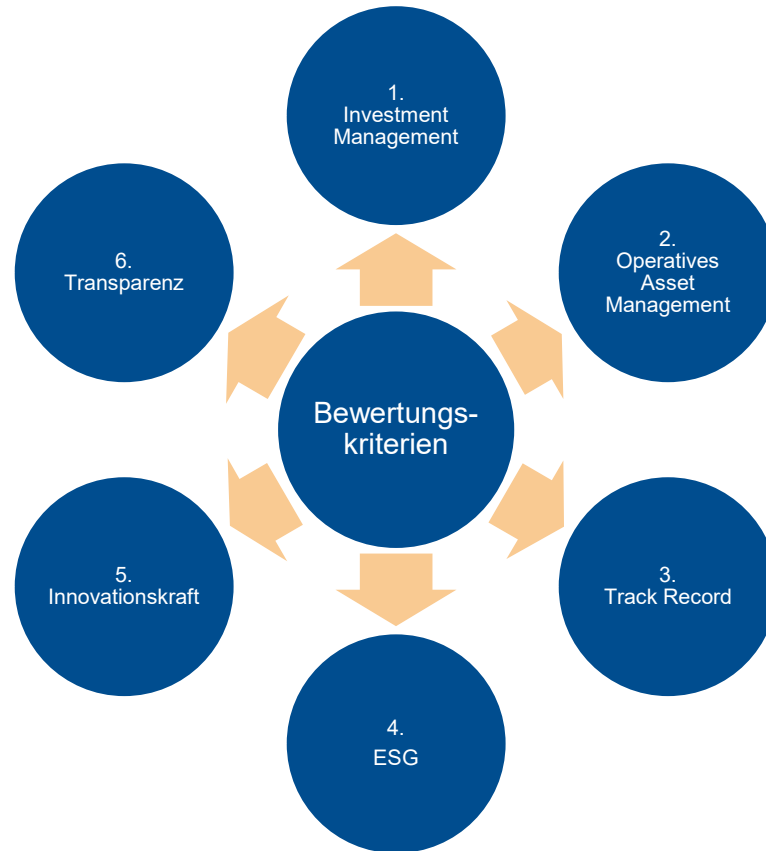 1.
Investment
Management
2.
Operatives
Asset
Management
3.
Track Record
4.
ESG
5.
Innovationskraft
6.
Transparenz
Bewertungs-
kriterien